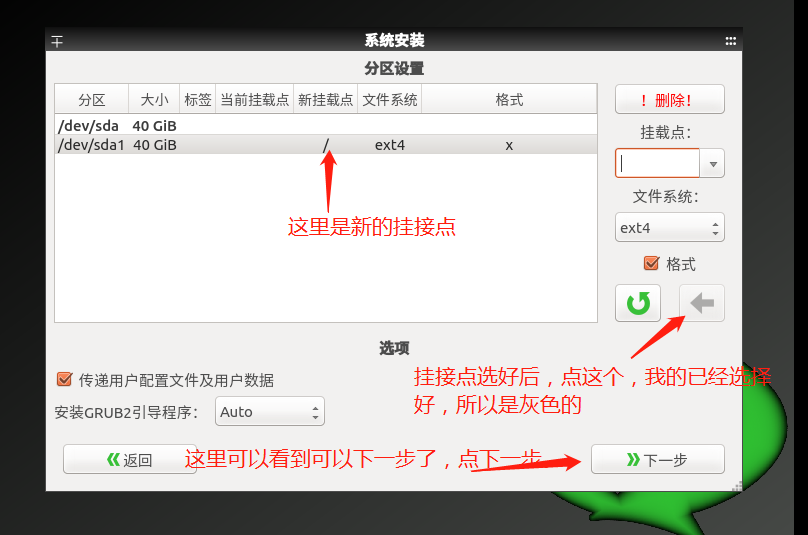 系统安装
分区设置
分区 大小 标签 当前挂载点 新挂载点 文件系统 格式
/dev/sda 40 GiB
/dev/sda1 40 GiB / ext4 x
这里是新的挂接点
！删除!
挂载点:
文件系统:
ext4
格式
选项
传递用户配置文件及用户数据
安装GRUB2引导程序: Auto
挂接点选好后，点这个，我的已经选择
好，所以是灰色的
返回
这里可以看到可以下一步了，点下一步
下一步